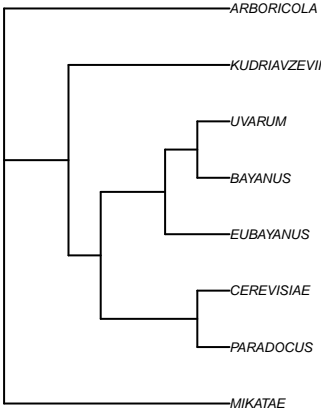 ARBORICOLA
KUDRIAVZEVII
UVARUM
BAYANUS
EUBAYANUS
CEREVISIAE
PARADOCUS
MIKATAE